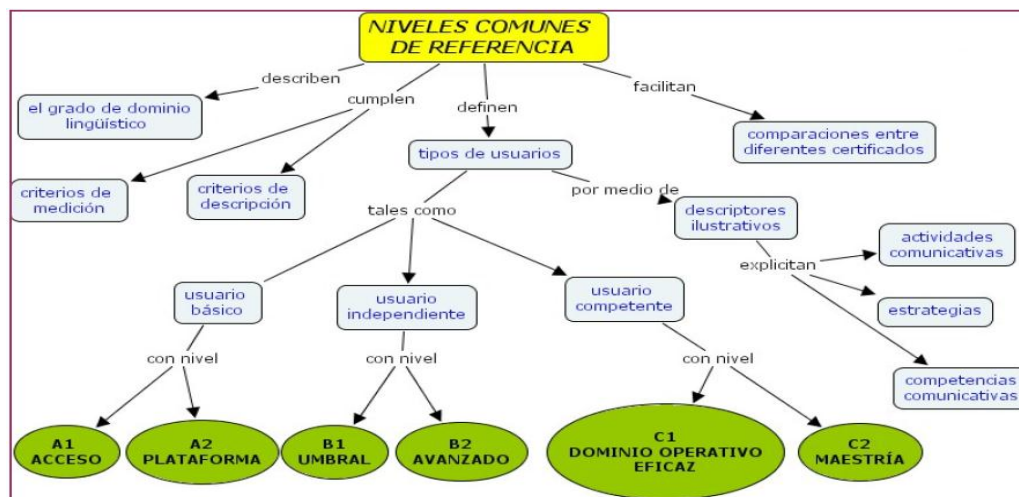 NIVELES COMUNES
DE REFERENCIA
describen
cumplen
definen
facilitan
el grado de dominio
lingüístico
criterios de
medición
criterios de
descripción
tipos de usuarios
comparaciones entre
diferentes certificados
tales como
por medio de
descriptores
ilustrativos
explicitan
actividades
comunicativas
estrategias
competencias
comunicativas
usuario
básico
usuario
independiente
usuario
competente
con nivel
con nivel
con nivel
A1
ACCESO
A2
PLATAFORMA
B1
UMBRAL
B2
AVANZADO
C1
DOMINIO OPERATIVO
EFICAZ
C2
MAESTRÍA